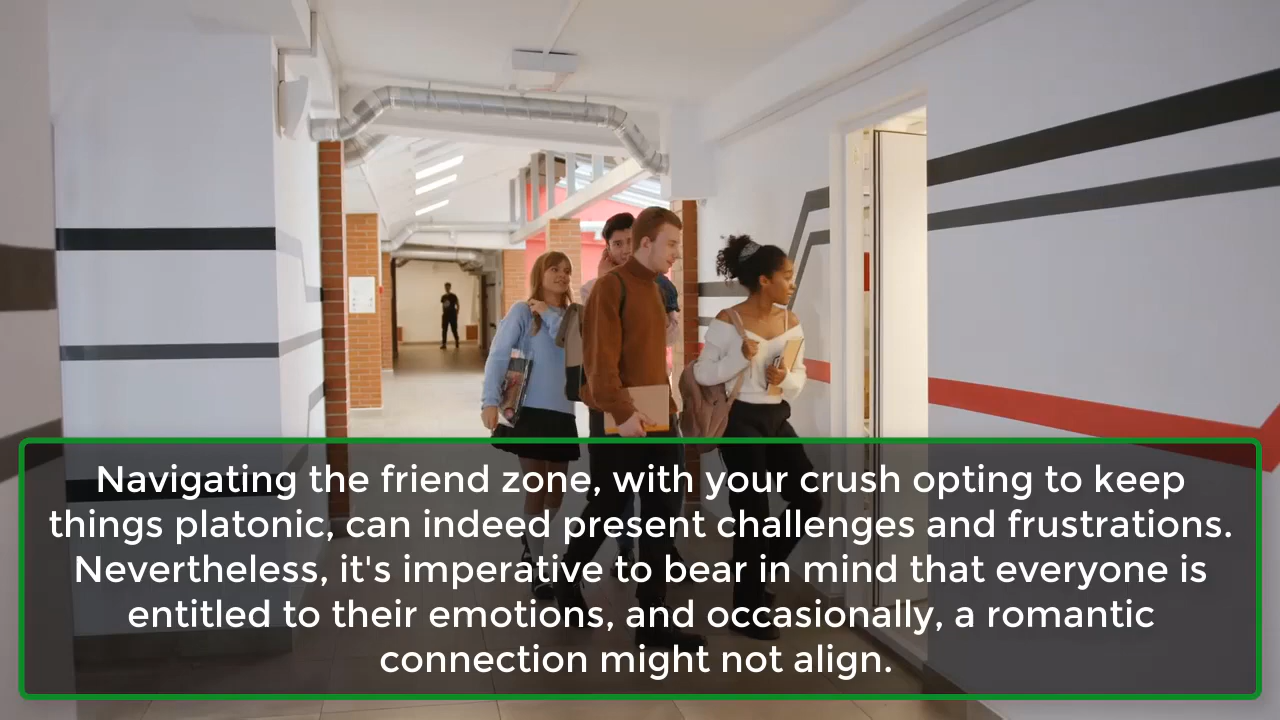 Navigating the friend zone, with your crush opting to keep
things platonic, can indeed present challenges and frustrations.
Nevertheless, it's imperative to bear in mind that everyone is
entitled to their emotions, and occasionally, a romantic
connection might not align.